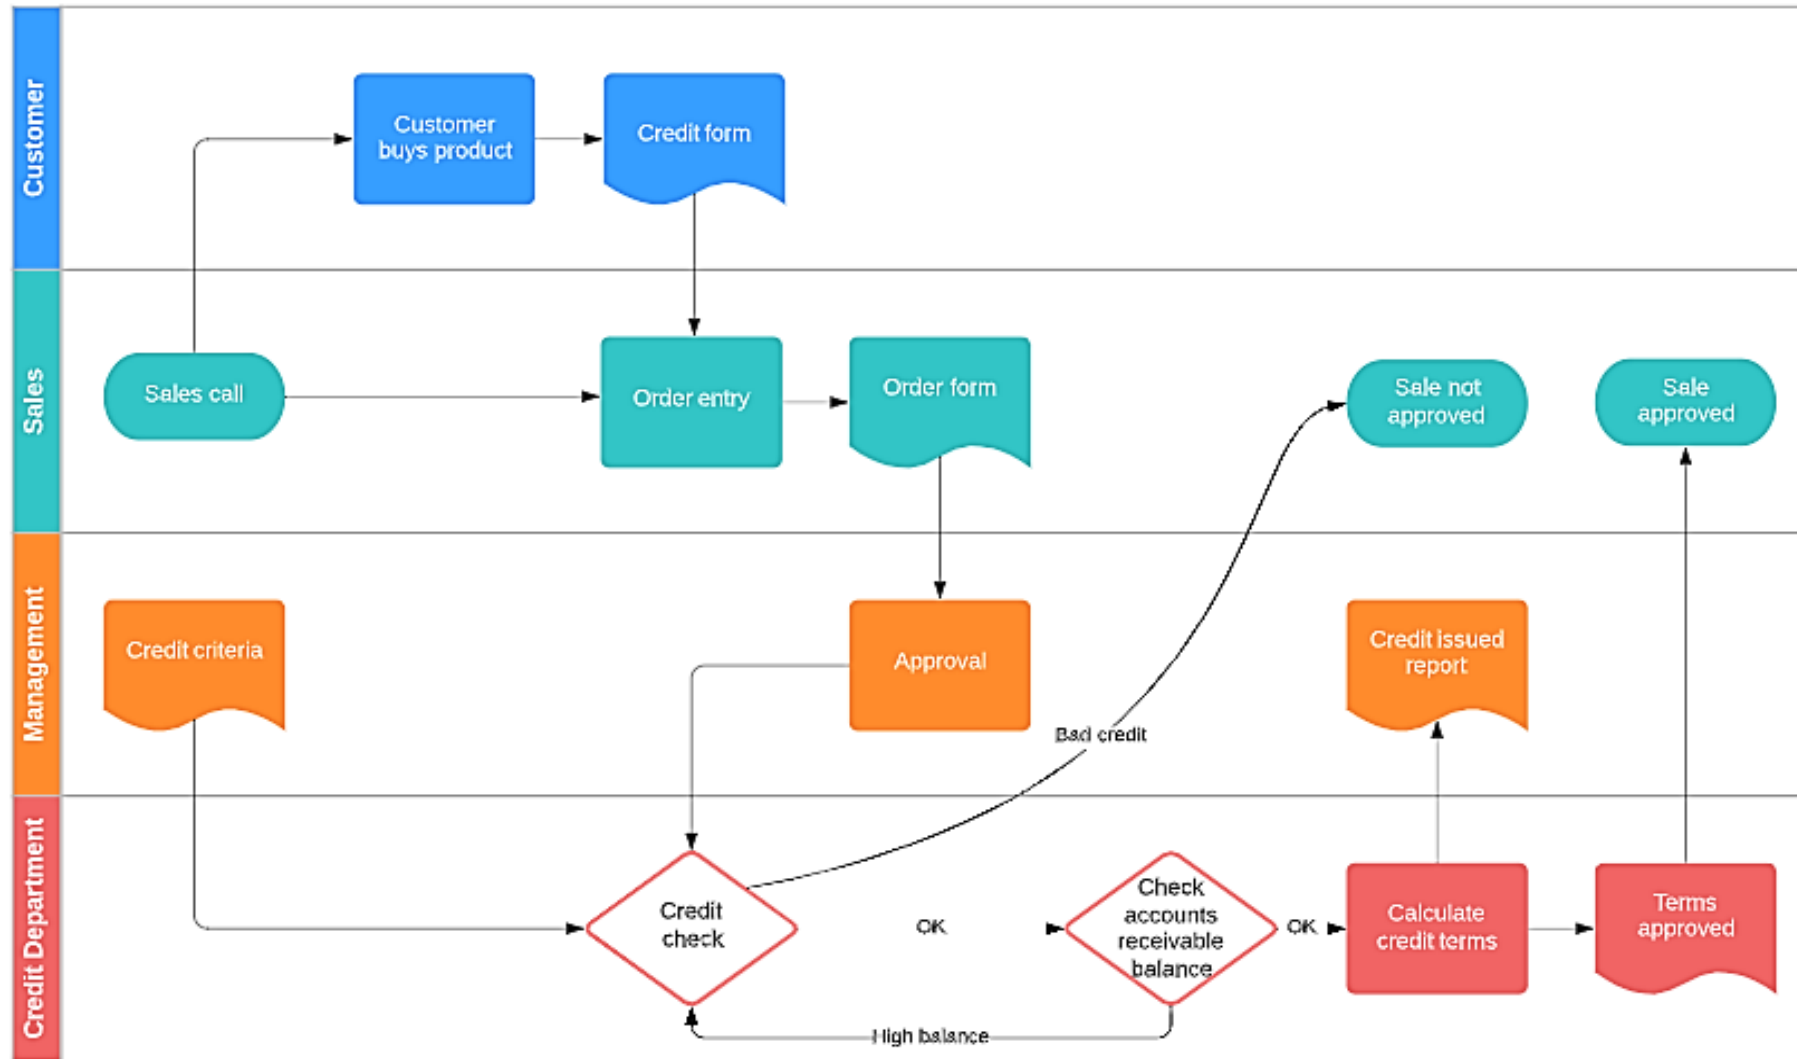 Customer
Customer
buys product
Credit form
Sales
Sales call
Order entry
Order form
Sale not
approved
Sale
approved
Management
Credit criteria
Approval
Credit issued
report
Bad credit
Credit Department
Credit
check
OK
Check
accounts
receivable
balance
OK
Calculate
credit terms
Terms
approved
High balance